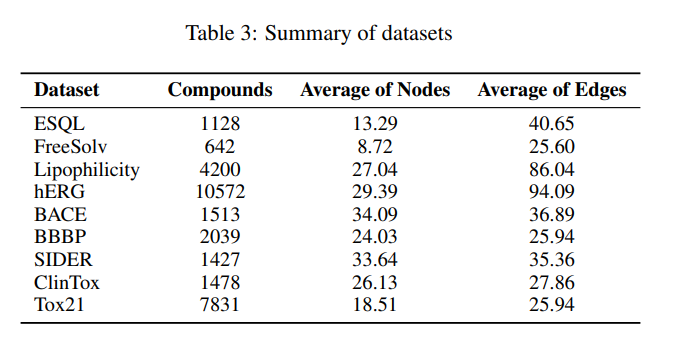 Table 3: Summary of datasets
Dataset Compounds Average of Nodes Average of Edges
ESQL 1128 13.29 40.65
FreeSolv 642 8.72 25.60
Lipophilicity 4200 27.04 86.04
hERG 10572 29.39 94.09
BACE 1513 34.09 36.89
BBBP 2039 24.03 25.94
SIDER 1427 33.64 35.36
ClinTox 1478 26.13 27.86
Tox21 7831 18.51 25.94